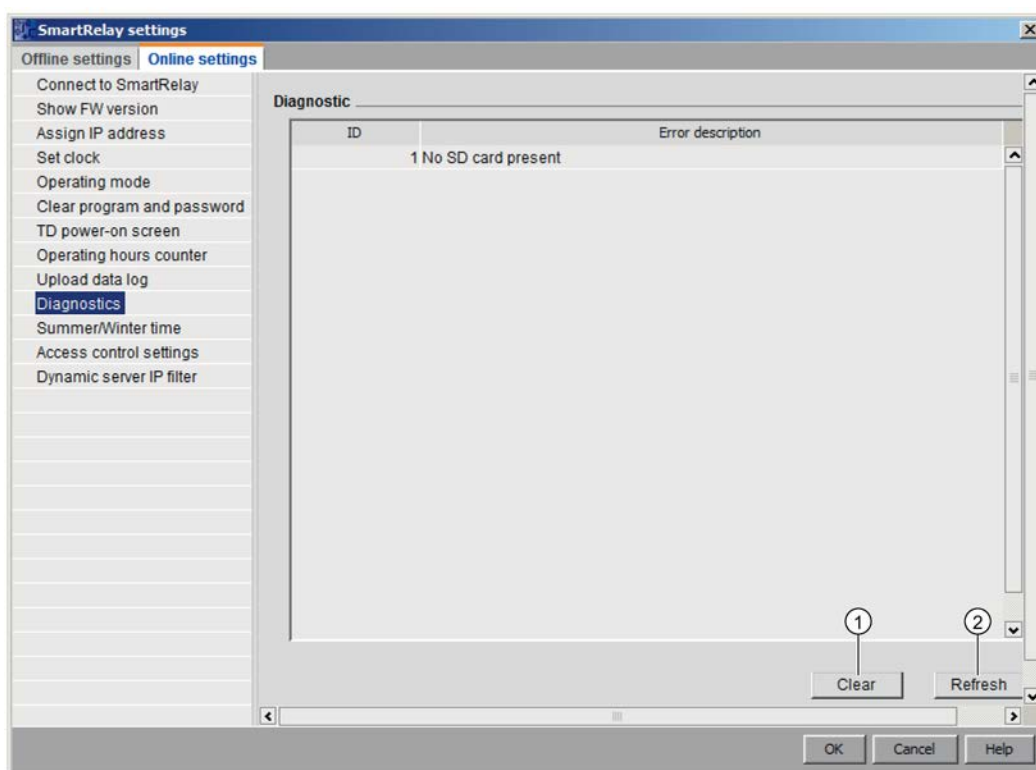 SmartRelay settings
Offline settings Online settings
Connect to SmartRelay
Show FW version
Assign IP address
Set clock
Operating mode
Clear program and password
TD power-on screen
Operating hours counter
Upload data log
Diagnostics
Summer/Winter time
Access control settings
Dynamic server IP filter
Diagnostic
ID Error description
1 No SD card present
1 2
Clear Refresh
OK Cancel Help